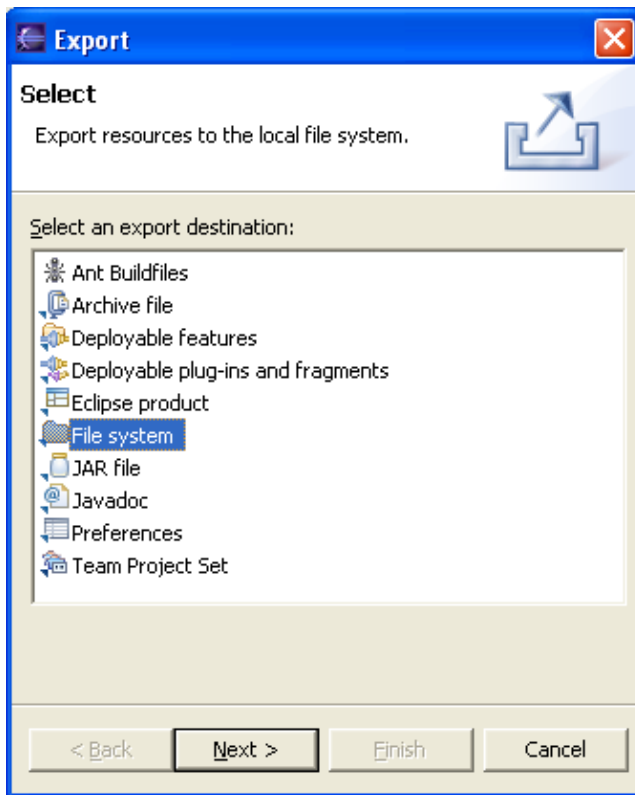 Export
Select
Export resources to the local file system.
Select an export destination:
Ant Buildfiles
Archive file
Deployable features
Deployable plug-ins and fragments
Eclipse product
File system
JAR file
Javadoc
Preferences
Team Project Set
< Back Next > Finish Cancel